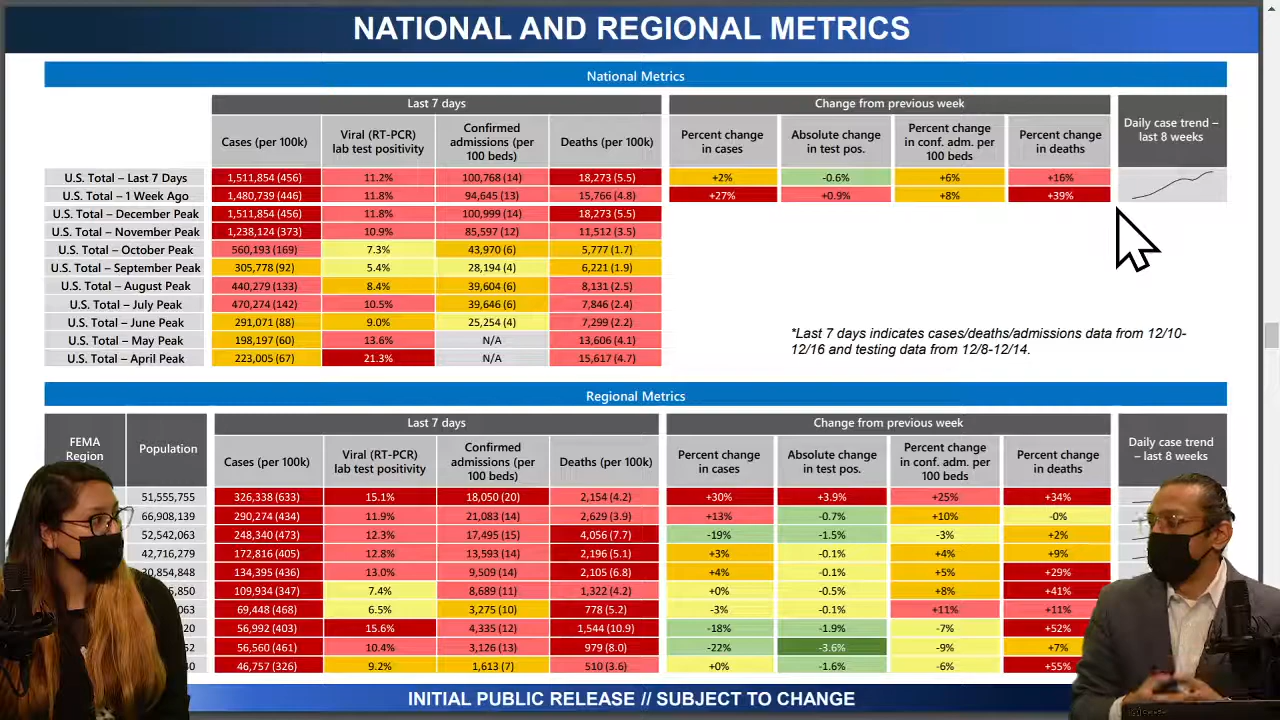 NATIONAL AND REGIONAL METRICS
National Metrics
Last 7 days Change from previous week Daily case trend – last 8 weeks
Cases (per 100k) Viral (RT-PCR) lab test positivity Confirmed admissions (per 100 beds) Deaths (per 100k) Percent change in cases Absolute change in test pos. Percent change in conf. adm. per 100 beds Percent change in deaths
U.S. Total – Last 7 Days 1,511,854 (456) 11.2% 100,768 (14) 18,273 (5.5) +2% -0.6% +6% +16%
U.S. Total – 1 Week Ago 1,480,739 (446) 11.8% 94,645 (13) 15,766 (4.8) +27% +0.9% +8% +39%
U.S. Total – December Peak 1,511,854 (456) 11.8% 100,999 (14) 18,273 (5.5)
U.S. Total – November Peak 1,238,124 (373) 10.9% 85,597 (12) 11,512 (3.5)
U.S. Total – October Peak 560,193 (169) 7.3% 43,970 (6) 5,777 (1.7)
U.S. Total – September Peak 305,778 (92) 5.4% 28,194 (4) 6,221 (1.9)
U.S. Total – August Peak 440,279 (133) 8.4% 39,604 (6) 8,131 (2.5)
U.S. Total – July Peak 470,274 (142) 10.5% 39,646 (6) 7,846 (2.4)
U.S. Total – June Peak 291,071 (88) 9.0% 25,254 (4) 7,299 (2.2)
U.S. Total – May Peak 198,197 (60) 13.6% N/A 13,606 (4.1)
U.S. Total – April Peak 223,005 (67) 21.3% N/A 15,617 (4.7)
*Last 7 days indicates cases/deaths/admissions data from 12/10-
12/16 and testing data from 12/8-12/14.
Regional Metrics
FEMA Region Population Last 7 days Change from previous week Daily case trend – last 8 weeks
Cases (per 100k) Viral (RT-PCR) lab test positivity Confirmed admissions (per 100 beds) Deaths (per 100k) Percent change in cases Absolute change in test pos. Percent change in conf. adm. per 100 beds Percent change in deaths
51,555,755 326,338 (633) 15.1% 18,050 (20) 2,154 (4.2) +30% +3.9% +25% +34%
66,908,139 290,274 (434) 11.9% 21,083 (14) 2,629 (3.9) +13% -0.7% +10% -0%
52,542,063 248,340 (473) 12.3% 17,495 (15) 4,056 (7.7) -19% -1.5% -3% +2%
42,716,279 172,816 (405) 12.8% 13,593 (14) 2,196 (5.1) +3% -0.1% +4% +9%
30,854,848 134,395 (436) 13.0% 9,509 (14) 2,105 (6.8) +4% -0.1% +5% +29%
109,934 (347) 7.4% 8,689 (11) 1,322 (4.2) +0% -0.5% +8% +41%
69,448 (468) 6.5% 3,275 (10) 778 (5.2) -3% -0.1% +11% +11%
56,992 (403) 15.6% 4,335 (12) 1,544 (10.9) -18% -1.9% -7% +52%
56,560 (461) 10.4% 3,126 (13) 979 (8.0) -22% -3.6% -9% +7%
46,757 (326) 9.2% 1,613 (7) 510 (3.6) +0% -1.6% -6% +55%
INITIAL PUBLIC RELEASE // SUBJECT TO CHANGE